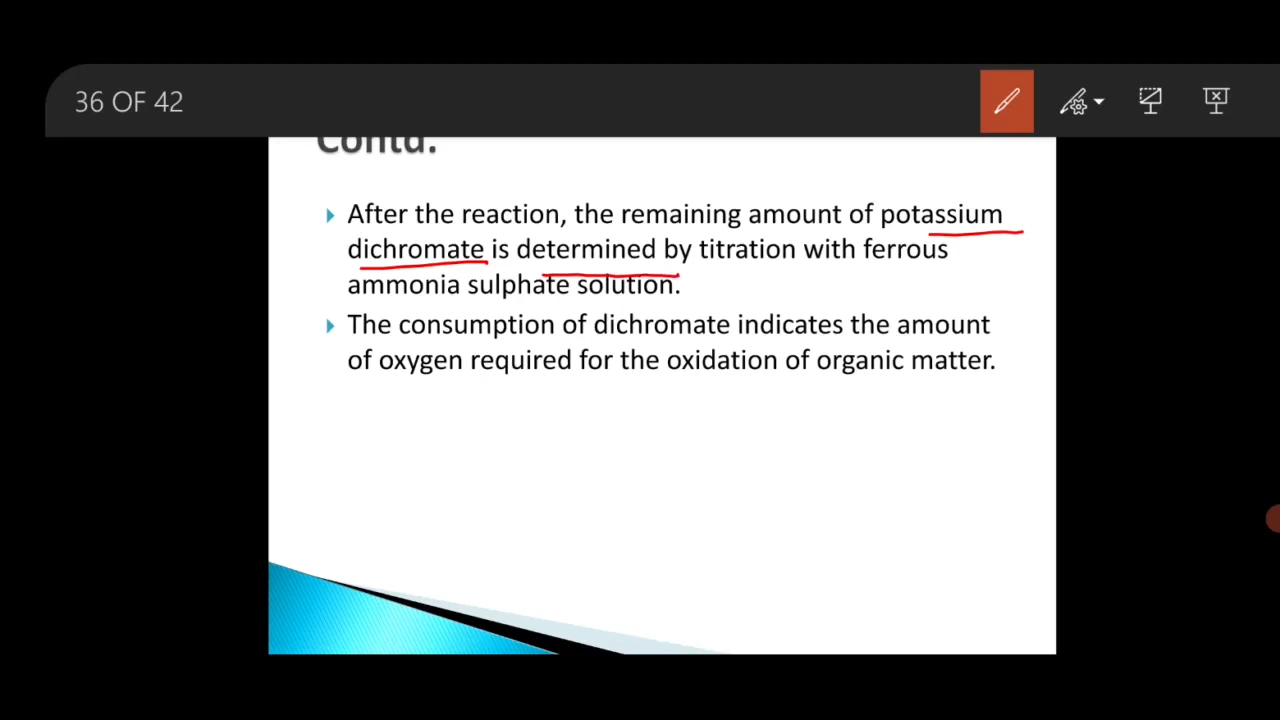 36 OF 42
Contd.
After the reaction, the remaining amount of potassium
dichromate is determined by titration with ferrous
ammonia sulphate solution.
The consumption of dichromate indicates the amount
of oxygen required for the oxidation of organic matter.